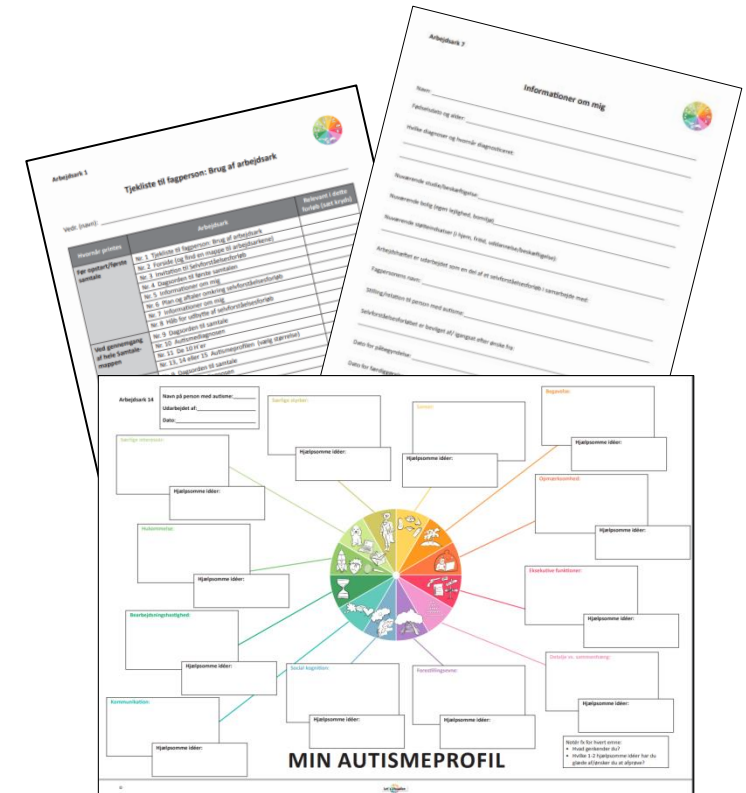 Arbejdsark 1
Tjekliste til fagperson: Brug af arbejdsark
Vedr. (navn):
Hvornår printes
Arbejdsark
Relevant i dette
forløb (sæt kryds)
Før opstart/første
samtale
Nr. 1 Tjekliste til fagperson: Brug af arbejdsark
Nr. 2 Forside (og find en mappe til arbejdsarkene)
Nr. 3 Invitation til Selvforståelsesforløb
Nr. 4 Dagsorden til første samtalen
Nr. 5 Informationer om mig
Nr. 6 Plan og aftaler omkring selvforståelsesforløb
Nr. 7 Informationer om mig
Nr. 8 Håb for udbytte af selvforståelsesforløb
Ved gennemgang
af hele Samtale-
mappen
Nr. 9 Dagsorden til samtale
Nr. 10 Autismediagnosen
Nr. 11 De 10 H'er
Nr. 13, 14 eller 15 Autismeprofilen (vælg størrelse)
Dagsorden til samtale
Arbejdsark 7
Informationer om mig
Navn:
Fødselsdato og alder:
Hvilke diagnoser og hvornår diagnosticeret:
Nuværende studie/beskæftigelse:
Nuværende bolig (egen lejlighed, bomiljø)
Nuværende støtteindsatser (i hjem, fritid, uddannelse/beskæftigelse):
Arbejdshæftet er udarbejdet som en del af et selvforståelsesforløb i samarbejde med:
Fagpersonens navn:
Stilling/relation til person med autisme:
Selvforståelsesforløbet er bevilget af/ igangsat efter ønske fra:
Dato for påbegyndelse:
Arbejdsark 14
Navn på person med autisme:
Udarbejdet af:
Dato:
Særlige styrker:
Sanser:
Begavelse:
Hjælpsomme idéer:
Hjælpsomme idéer:
Hjælpsomme idéer:
Særlige interesser:
Opmærksomhed:
Hjælpsomme idéer:
Hjælpsomme idéer:
Hukommelse:
Eksekutive funktioner:
Hjælpsomme idéer:
Hjælpsomme idéer:
Bearbejdningshastighed:
Detalje vs. sammenhæng:
Hjælpsomme idéer:
Hjælpsomme idéer:
Kommunikation:
Social kognition:
Forestillingsevne:
Hjælpsomme idéer:
Hjælpsomme idéer:
Hjælpsomme idéer:
Notér fx for hvert emne:
• Hvad genkender du?
• Hvilke 1-2 hjælpsomme idéer har du
glæde af/ønsker du at afprøve?
MIN AUTISMEPROFIL